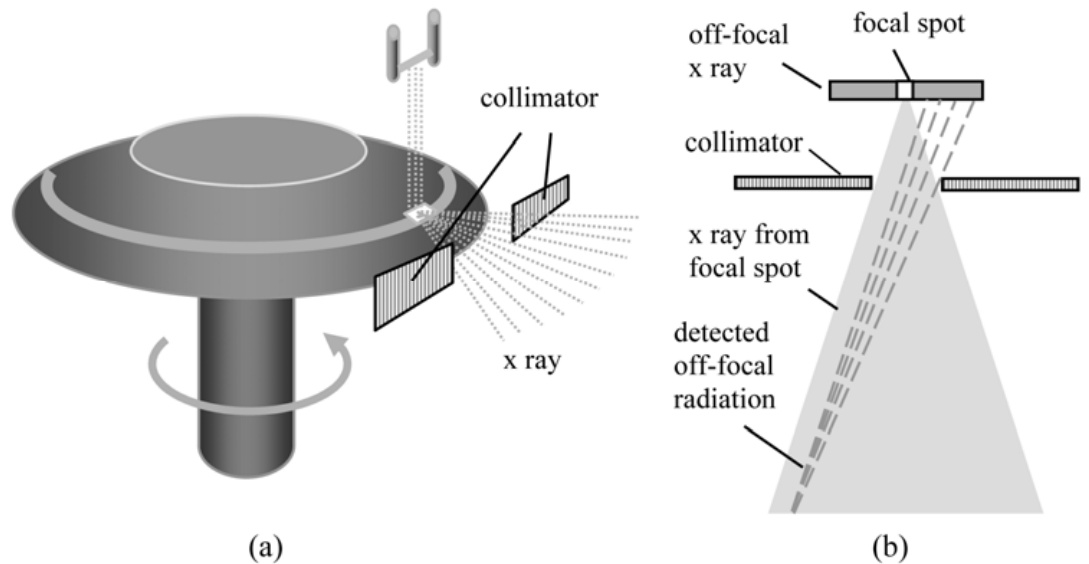 collimator
x ray
(a)
off-focal
x ray
focal spot
collimator
x ray from
focal spot
detected
off-focal
radiation
(b)